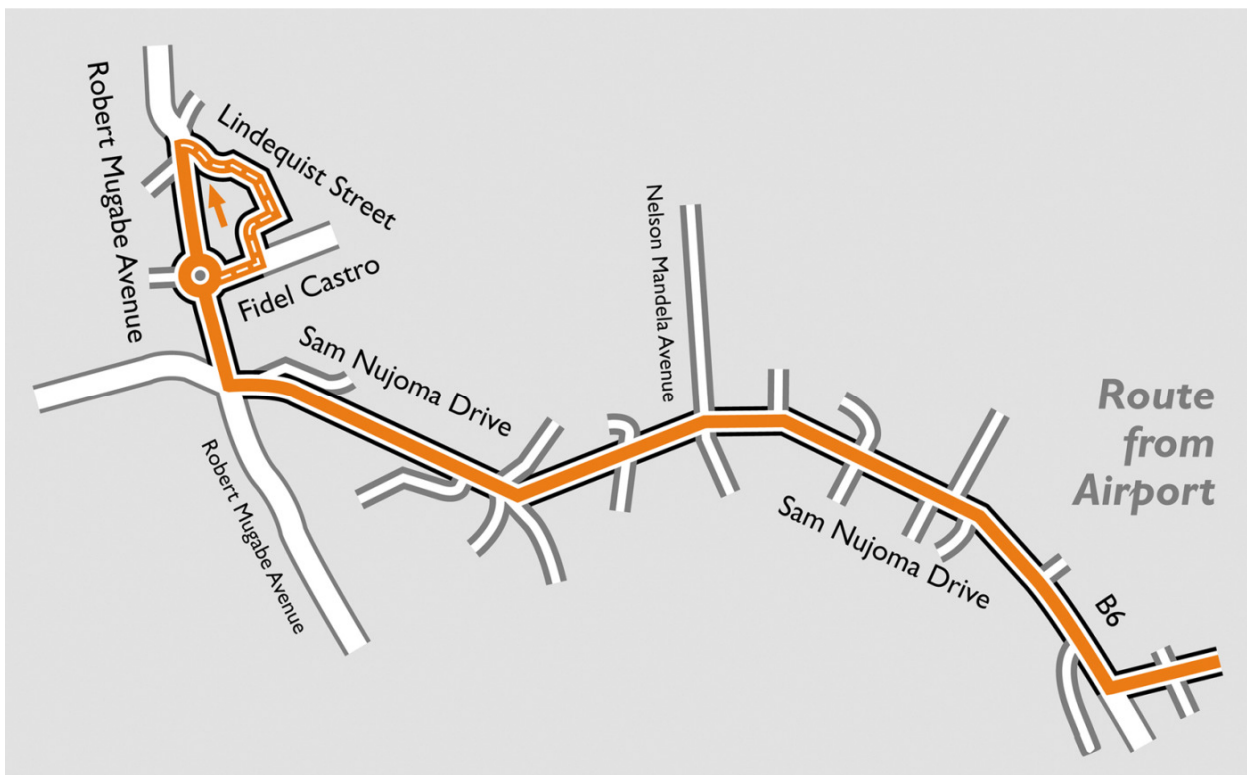 Robert Mugabe Avenue
Lindequist Street
Fidel Castro
Sam Nujoma Drive
Robert Mugabe Avenue
Nelson Mandela Avenue
Sam Nujoma Drive
B6
Route
from
Airport